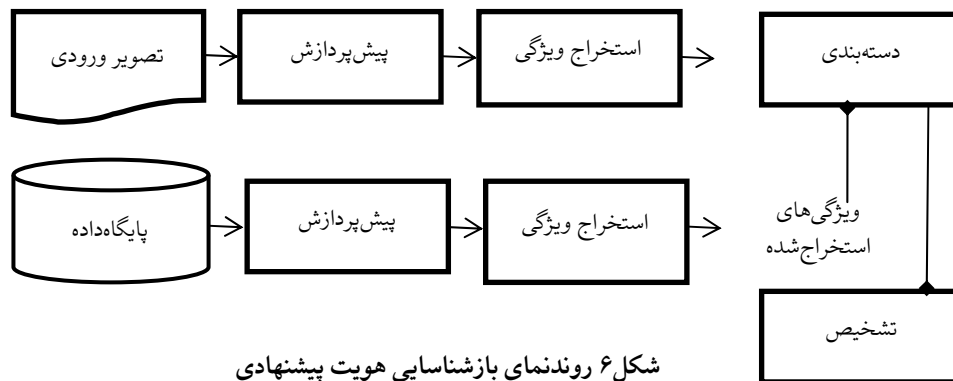 تصویر ورودی
پیش‌پردازش
استخراج ویژگی
دسته‌بندی
پایگاه‌داده
پیش‌پردازش
استخراج ویژگی
ویژگی‌های
استخراج‌شده
تشخیص
شکل۶ روندنمای بازشناسایی هویت پیشنهادی